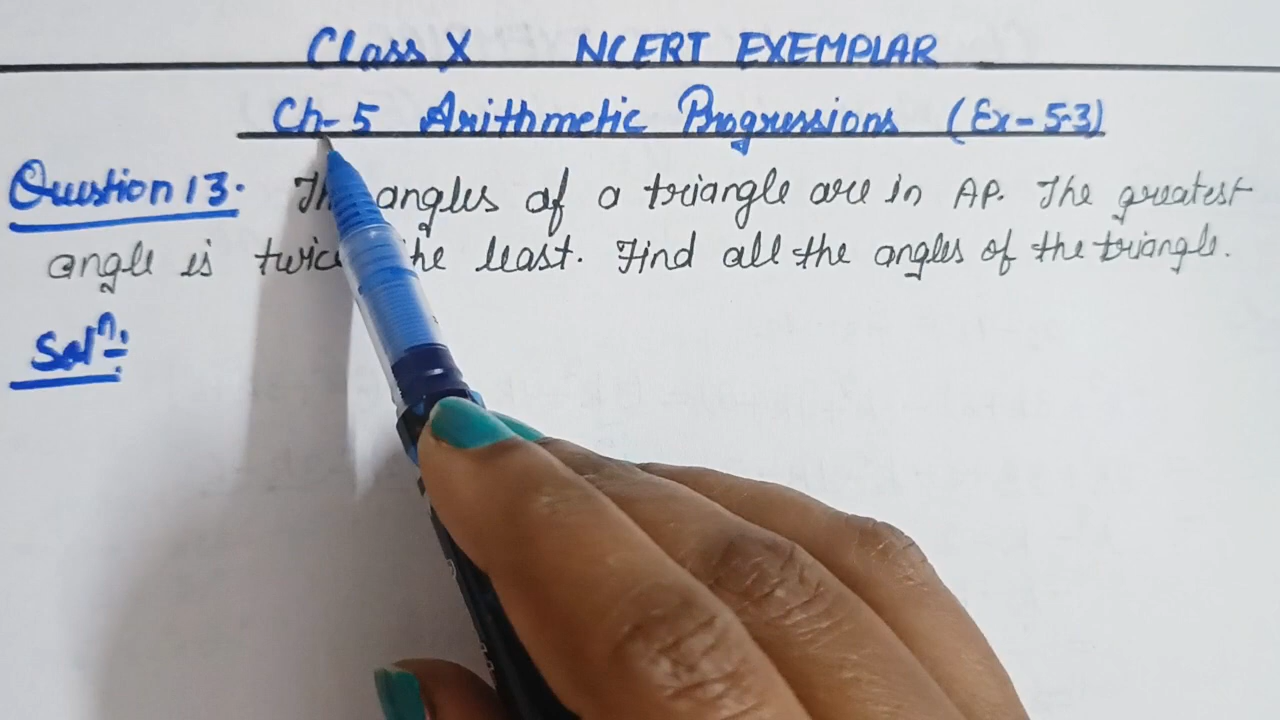 Class X NCERT EXEMPLAR
Ch-5 Arithmetic Progressions (Ex-5.3)
Question 13. angles of a triangle are in AP. The greatest
angle is the least. Find all the angles of the triangle.
Solⁿ: